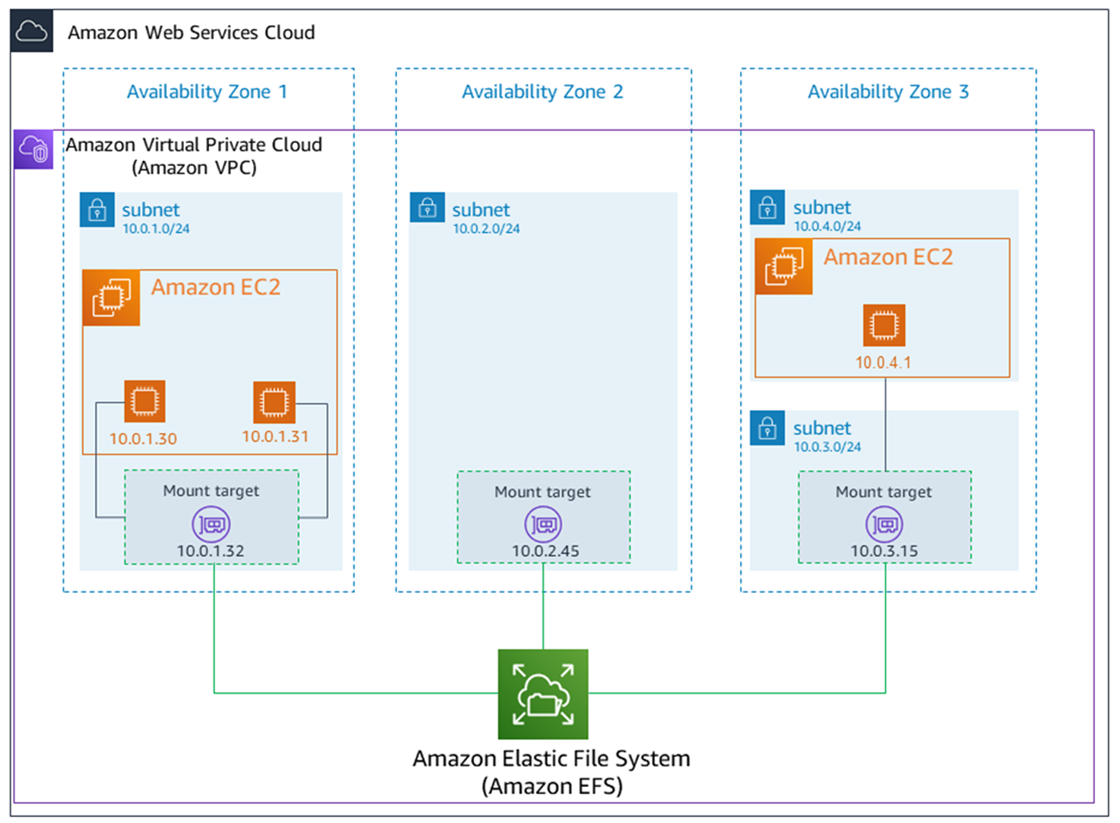 Amazon Web Services Cloud
Availability Zone 1
Availability Zone 2
Availability Zone 3
Amazon Virtual Private Cloud
(Amazon VPC)
subnet
10.0.1.0/24
Amazon EC2
10.0.1.30
10.0.1.31
Mount target
10.0.1.32
subnet
10.0.2.0/24
Mount target
10.0.2.45
subnet
10.0.4.0/24
Amazon EC2
10.0.4.1
subnet
10.0.3.0/24
Mount target
10.0.3.15
Amazon Elastic File System
(Amazon EFS)